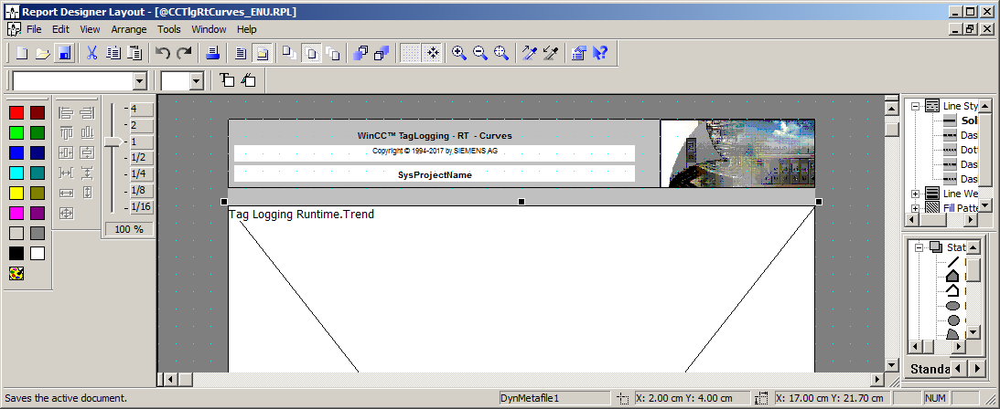 Report Designer Layout - [@CCTlgRtCurves_ENU.RPL]
File Edit View Arrange Tools Window Help
4
2
1
1/2
1/4
1/8
1/16
100 %
WinCC™ TagLogging - RT - Curves
Copyright © 1994-2017 by SIEMENS AG
SysProjectName
Tag Logging Runtime.Trend
Line Sty
Sol
Das
Dott
Das
Das
Line We
Fill Patte
Stat
Standa
Saves the active document.
DynMetafile1
X: 2.00 cm Y: 4.00 cm
X: 17.00 cm Y: 21.70 cm
NUM